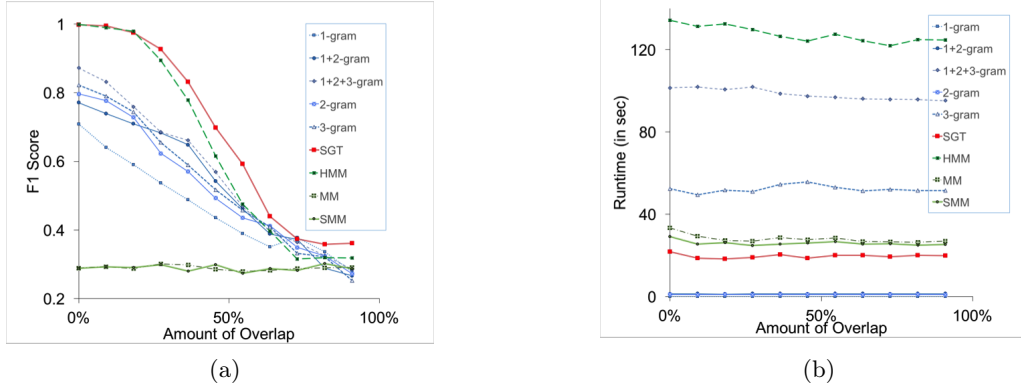 1
0.8
0.6
0.4
0.2
F1 Score
0% 50% 100%
Amount of Overlap
1-gram
1+2-gram
1+2+3-gram
2-gram
3-gram
SGT
HMM
MM
SMM
(a)
120
80
40
0
Runtime (in sec)
0% 50% 100%
Amount of Overlap
1-gram
1+2-gram
1+2+3-gram
2-gram
3-gram
SGT
HMM
MM
SMM
(b)